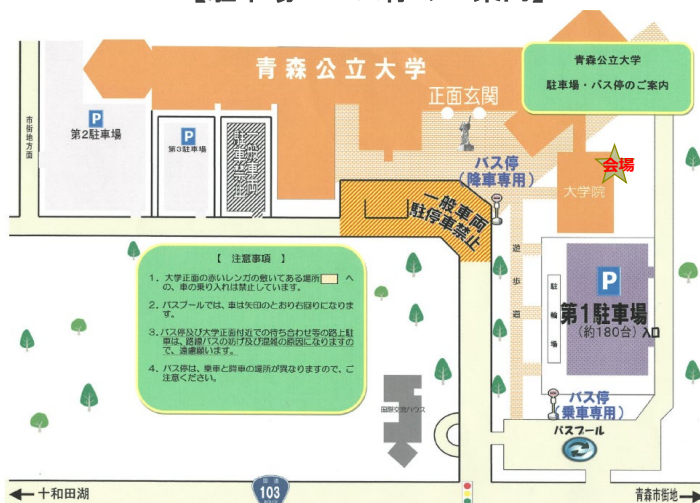 青森公立大学
駐車場・バス停のご案内
青森公立大学
正面玄関
市街地方面
P
第2駐車場
P
第3駐車場
バス停
(降車専用)
会場
大学院
一般車両
駐停車禁止
遊歩道
駐輪場
P
第1駐車場
(約180台)
入口
【 注意事項 】
1. 大学正面の赤いレンガの敷いてある場所 へ
の、車の乗り入れは禁止しています。
2. バスプールでは、車は矢印のとおり右回りになりま
す。
3. バス停及び大学正面付近での待ち合わせ等の路上駐
車は、路線バスの妨げ及び混雑の原因になりますの
で、遠慮願います。
4. バス停は、乗車と降車の場所が異なりますので、ご
注意ください。
国際交流ハウス
バス停
(乗車専用)
バスプール
十和田湖
国道
103
青森市街地